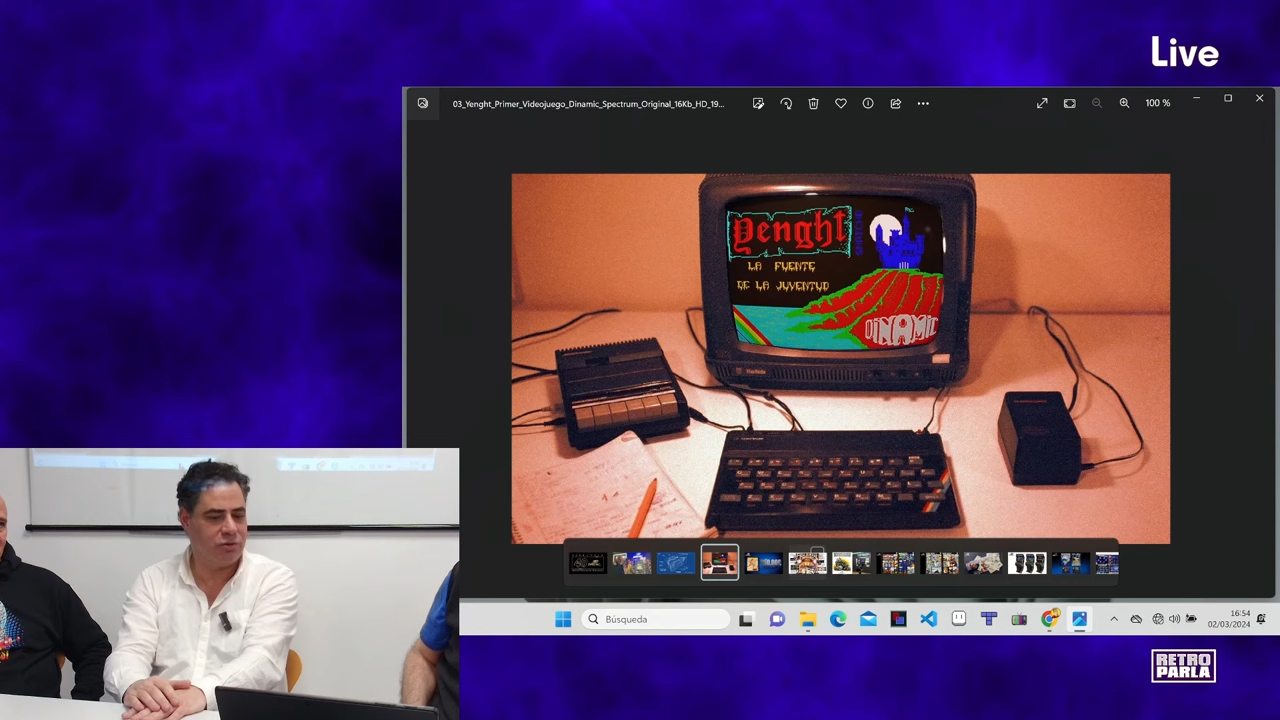 Live
03_Yenght_Primer_Videojuego_Dinamic_Spectrum_Original_16Kb_HD_19...
100 %
Yenght
LA FUENTE
DE LA JUVENTUD
DINAMIC
Búsqueda
16:54
02/03/2024
RETRO
PARLA